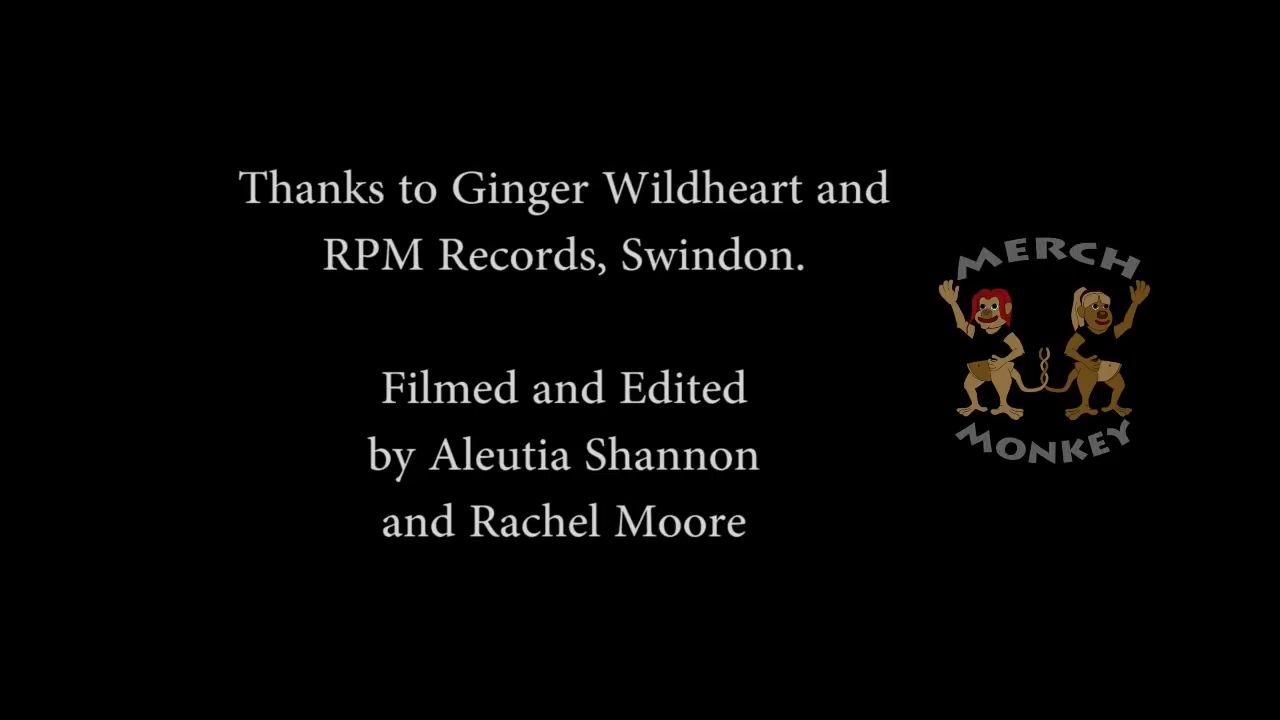 Thanks to Ginger Wildheart and
RPM Records, Swindon.
Filmed and Edited
by Aleutia Shannon
and Rachel Moore
MERCH
MONKEY